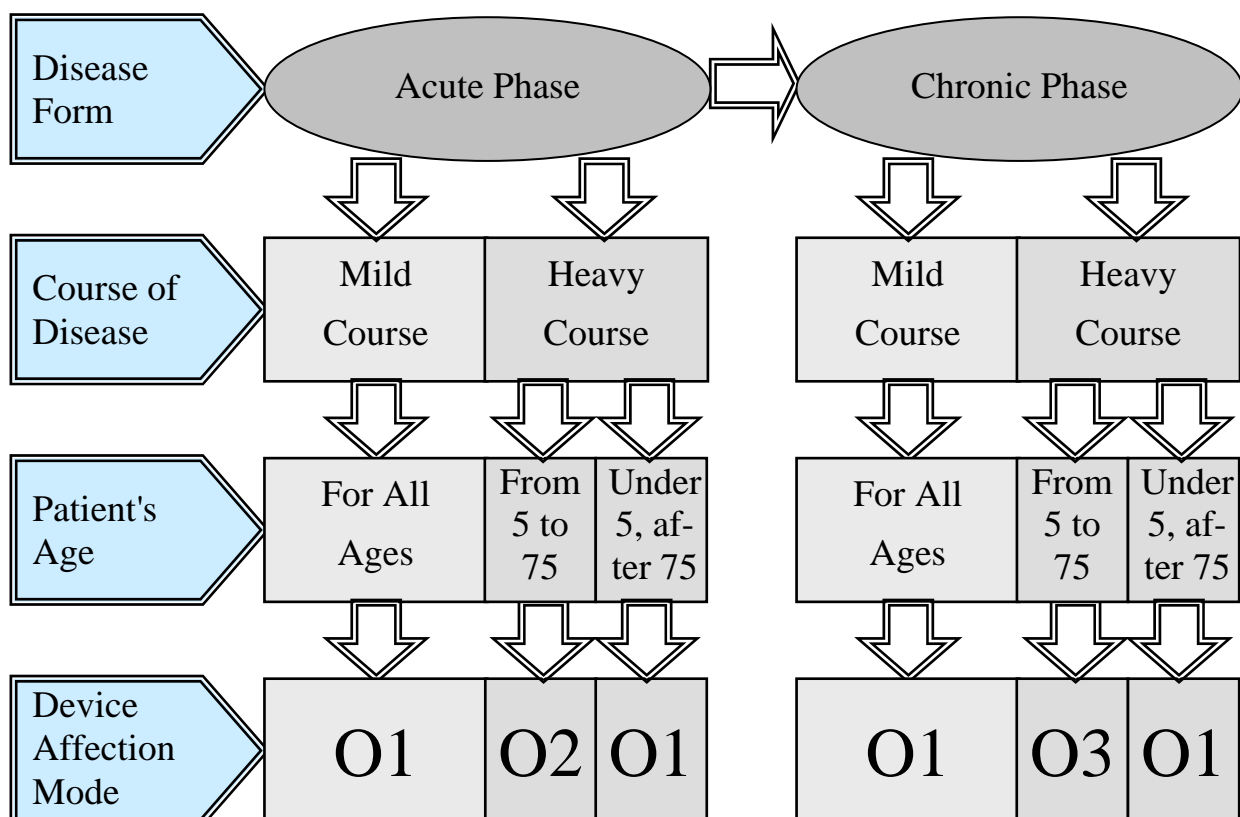 Disease
Form
Acute Phase
Chronic Phase
Course of
Disease
Mild
Course
Heavy
Course
Mild
Course
Heavy
Course
Patient's
Age
For All
Ages
From
5 to
75
Under
5, af-
ter 75
For All
Ages
From
5 to
75
Under
5, af-
ter 75
Device
Affection
Mode
O1
O2
O1
O1
O3
O1